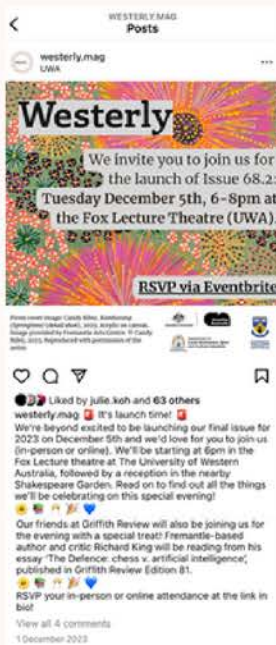 WESTERLY.MAG
Posts
westerly.mag
UWA
Westerly
We invite you to join us for
the launch of Issue 68.2:
Tuesday December 5th, 6-8pm at
the Fox Lecture Theatre (UWA).
RSVP via Eventbrite
Liked by julie.koh and 63 others
westerly.mag 🚨 It's launch time! 🚨
We're beyond excited to be launching our final issue for
2023 on December 5th and we'd love for you to join us
(in-person or online). We'll be starting at 6pm in the
Fox Lecture theatre at The University of Western
Australia, followed by a reception in the nearby
Shakespeare Garden. Read on to find out all the things
we'll be celebrating on this special evening!
Our friends at Griffith Review will also be joining us for
the evening with a special treat! Fremantle-based
author and critic Richard King will be reading from his
essay 'The Defence: chess v. artificial intelligence',
published in Griffith Review Edition 81.
RSVP your in-person or online attendance at the link in
bio!
View all 4 comments
1 December 2023